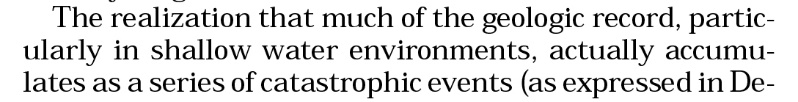 The realization that much of the geologic record, partic-
ularly in shallow water environments, actually accumu-
lates as a series of catastrophic events (as expressed in De-